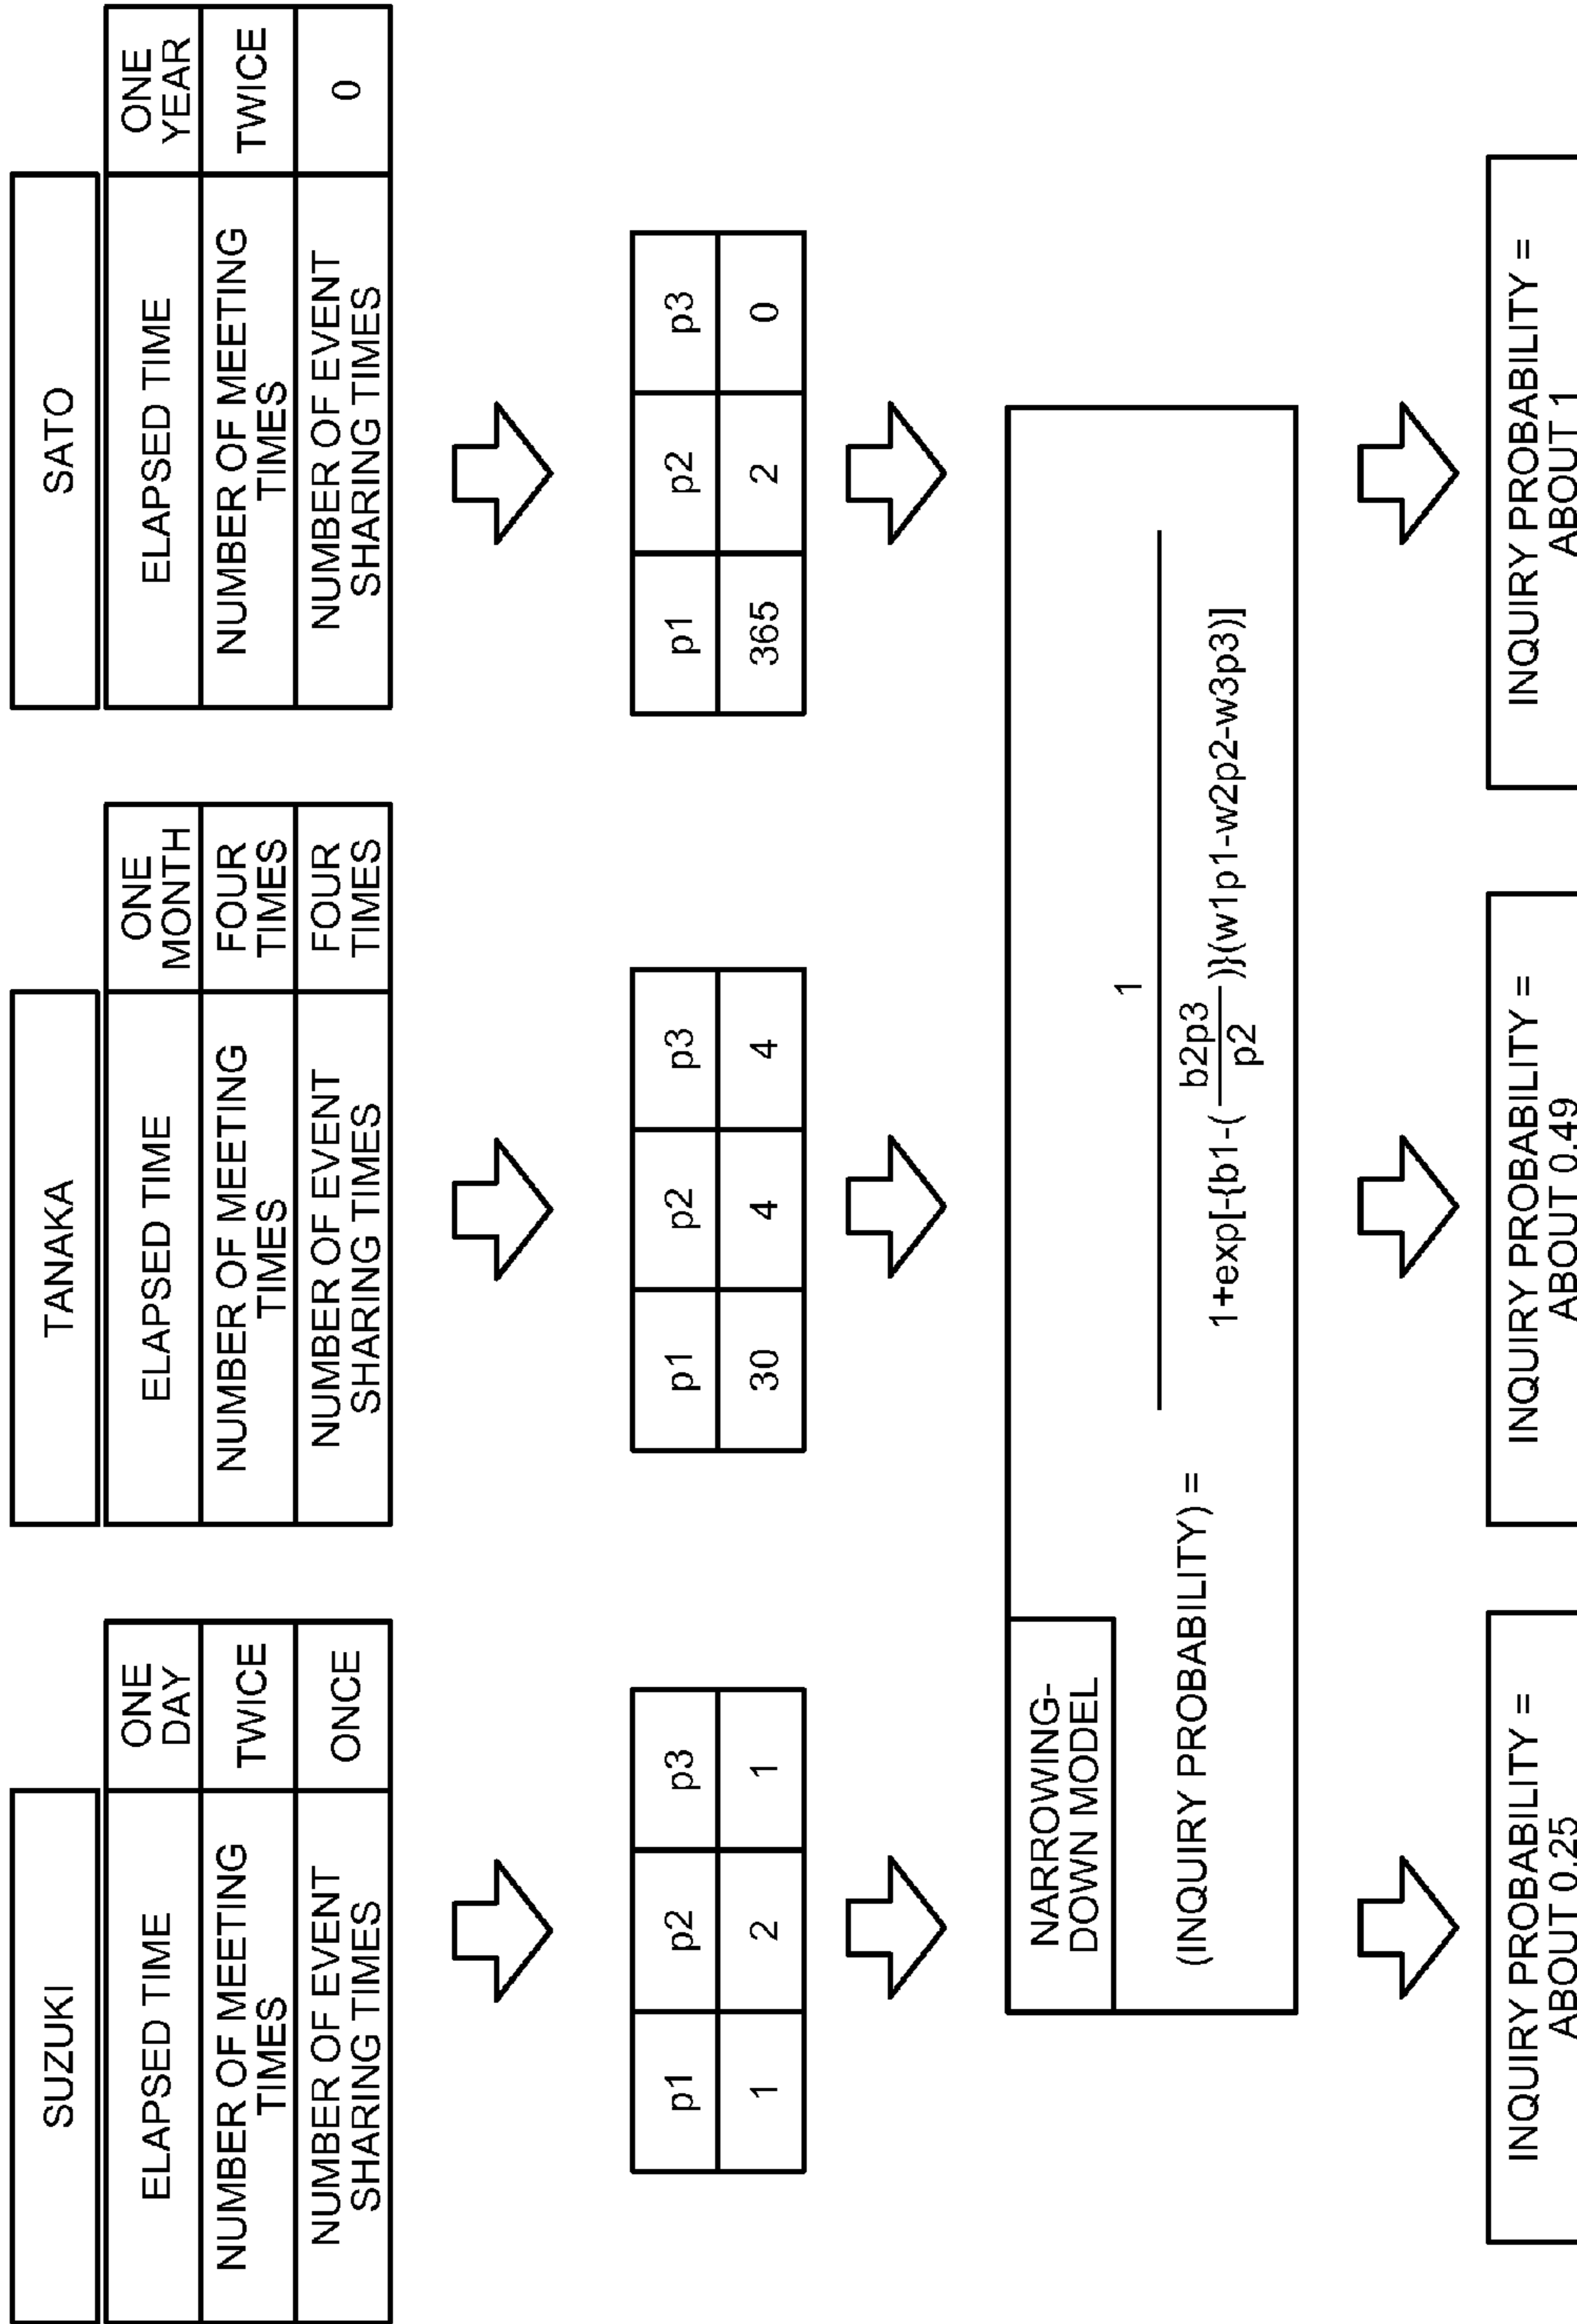 SUZUKI
ELAPSED TIME
ONE
DAY
NUMBER OF MEETING
TIMES
TWICE
NUMBER OF EVENT
SHARING TIMES
ONCE
p1 p2 p3
1 2 1
TANAKA
ELAPSED TIME
ONE
MONTH
NUMBER OF MEETING
TIMES
FOUR
TIMES
NUMBER OF EVENT
SHARING TIMES
FOUR
TIMES
p1 p2 p3
30 4 4
SATO
ELAPSED TIME
ONE
YEAR
NUMBER OF MEETING
TIMES
TWICE
NUMBER OF EVENT
SHARING TIMES
0
p1 p2 p3
365 2 0
NARROWING-
DOWN MODEL
1
(INQUIRY PROBABILITY) =
b2p3
1+exp[-{b1-( )}(w1p1-w2p2-w3p3)]
p2
INQUIRY PROBABILITY =
ABOUT 0.25
INQUIRY PROBABILITY =
ABOUT 0.49
INQUIRY PROBABILITY =
ABOUT 1